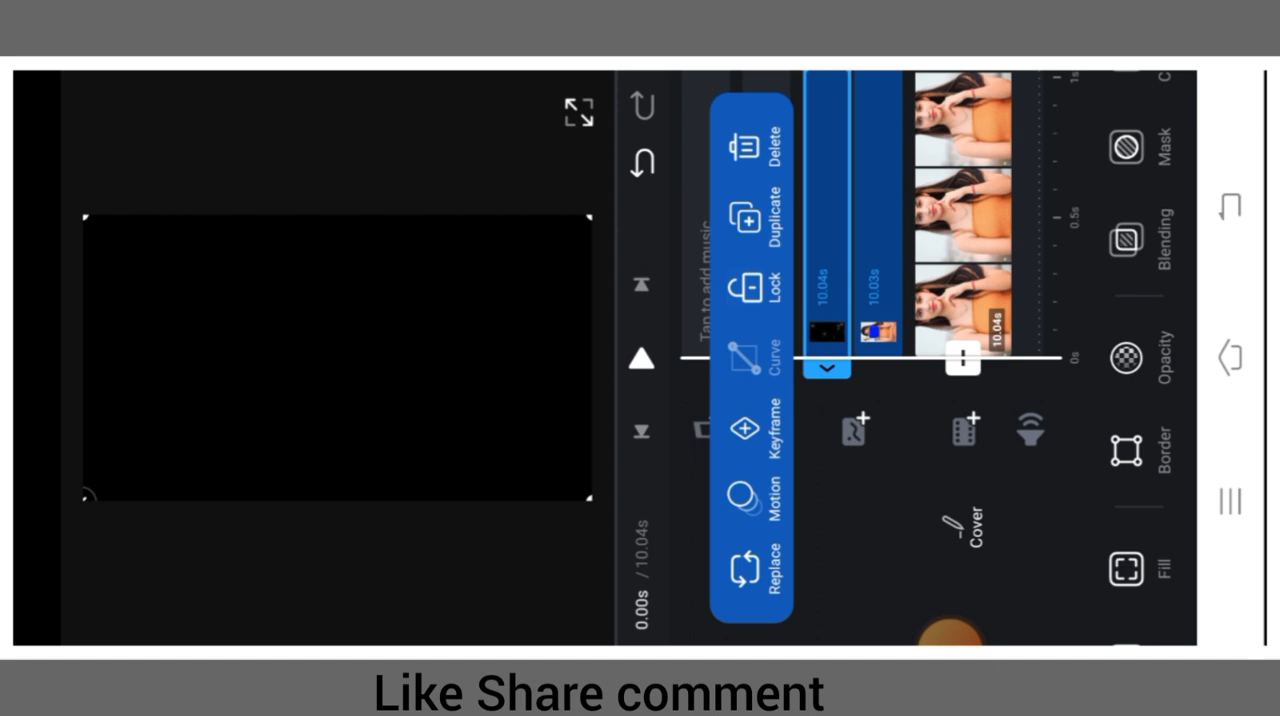 0.00s / 10.04s
Tap to add music
Delete
Duplicate
Lock
Curve
Keyframe
Motion
Replace
10.04s
10.03s
10.04s
Cover
1s
0.5s
0s
C
Mask
Blending
Opacity
Border
Fill
Like Share comment